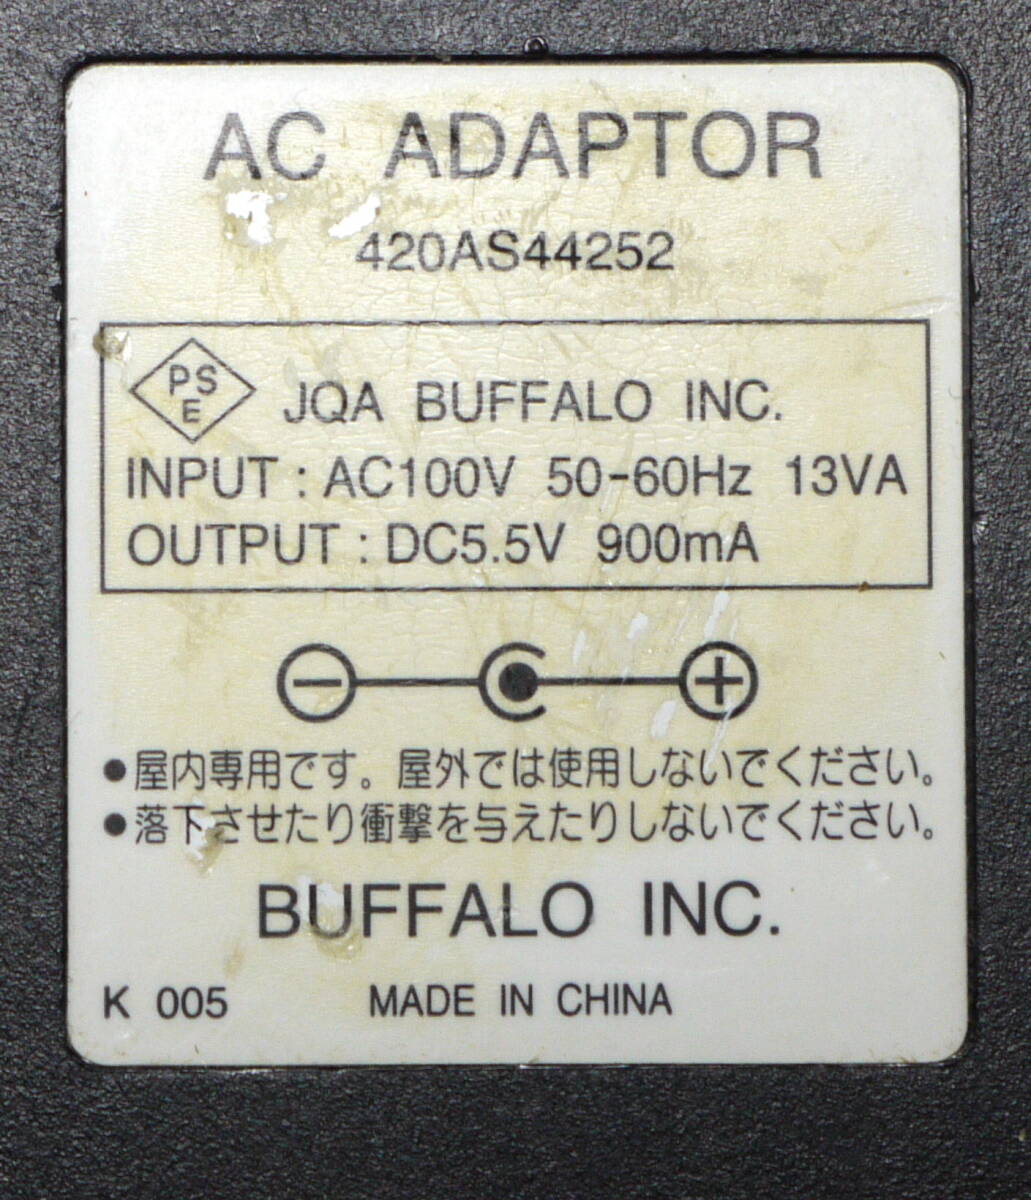 AC ADAPTOR
420AS44252
PS
E
JQA BUFFALO INC.
INPUT : AC100V 50-60Hz 13VA
OUTPUT : DC5.5V 900mA
●屋内専用です。屋外では使用しないでください。
●落下させたり衝撃を与えたりしないでください。
BUFFALO INC.
K 005 MADE IN CHINA